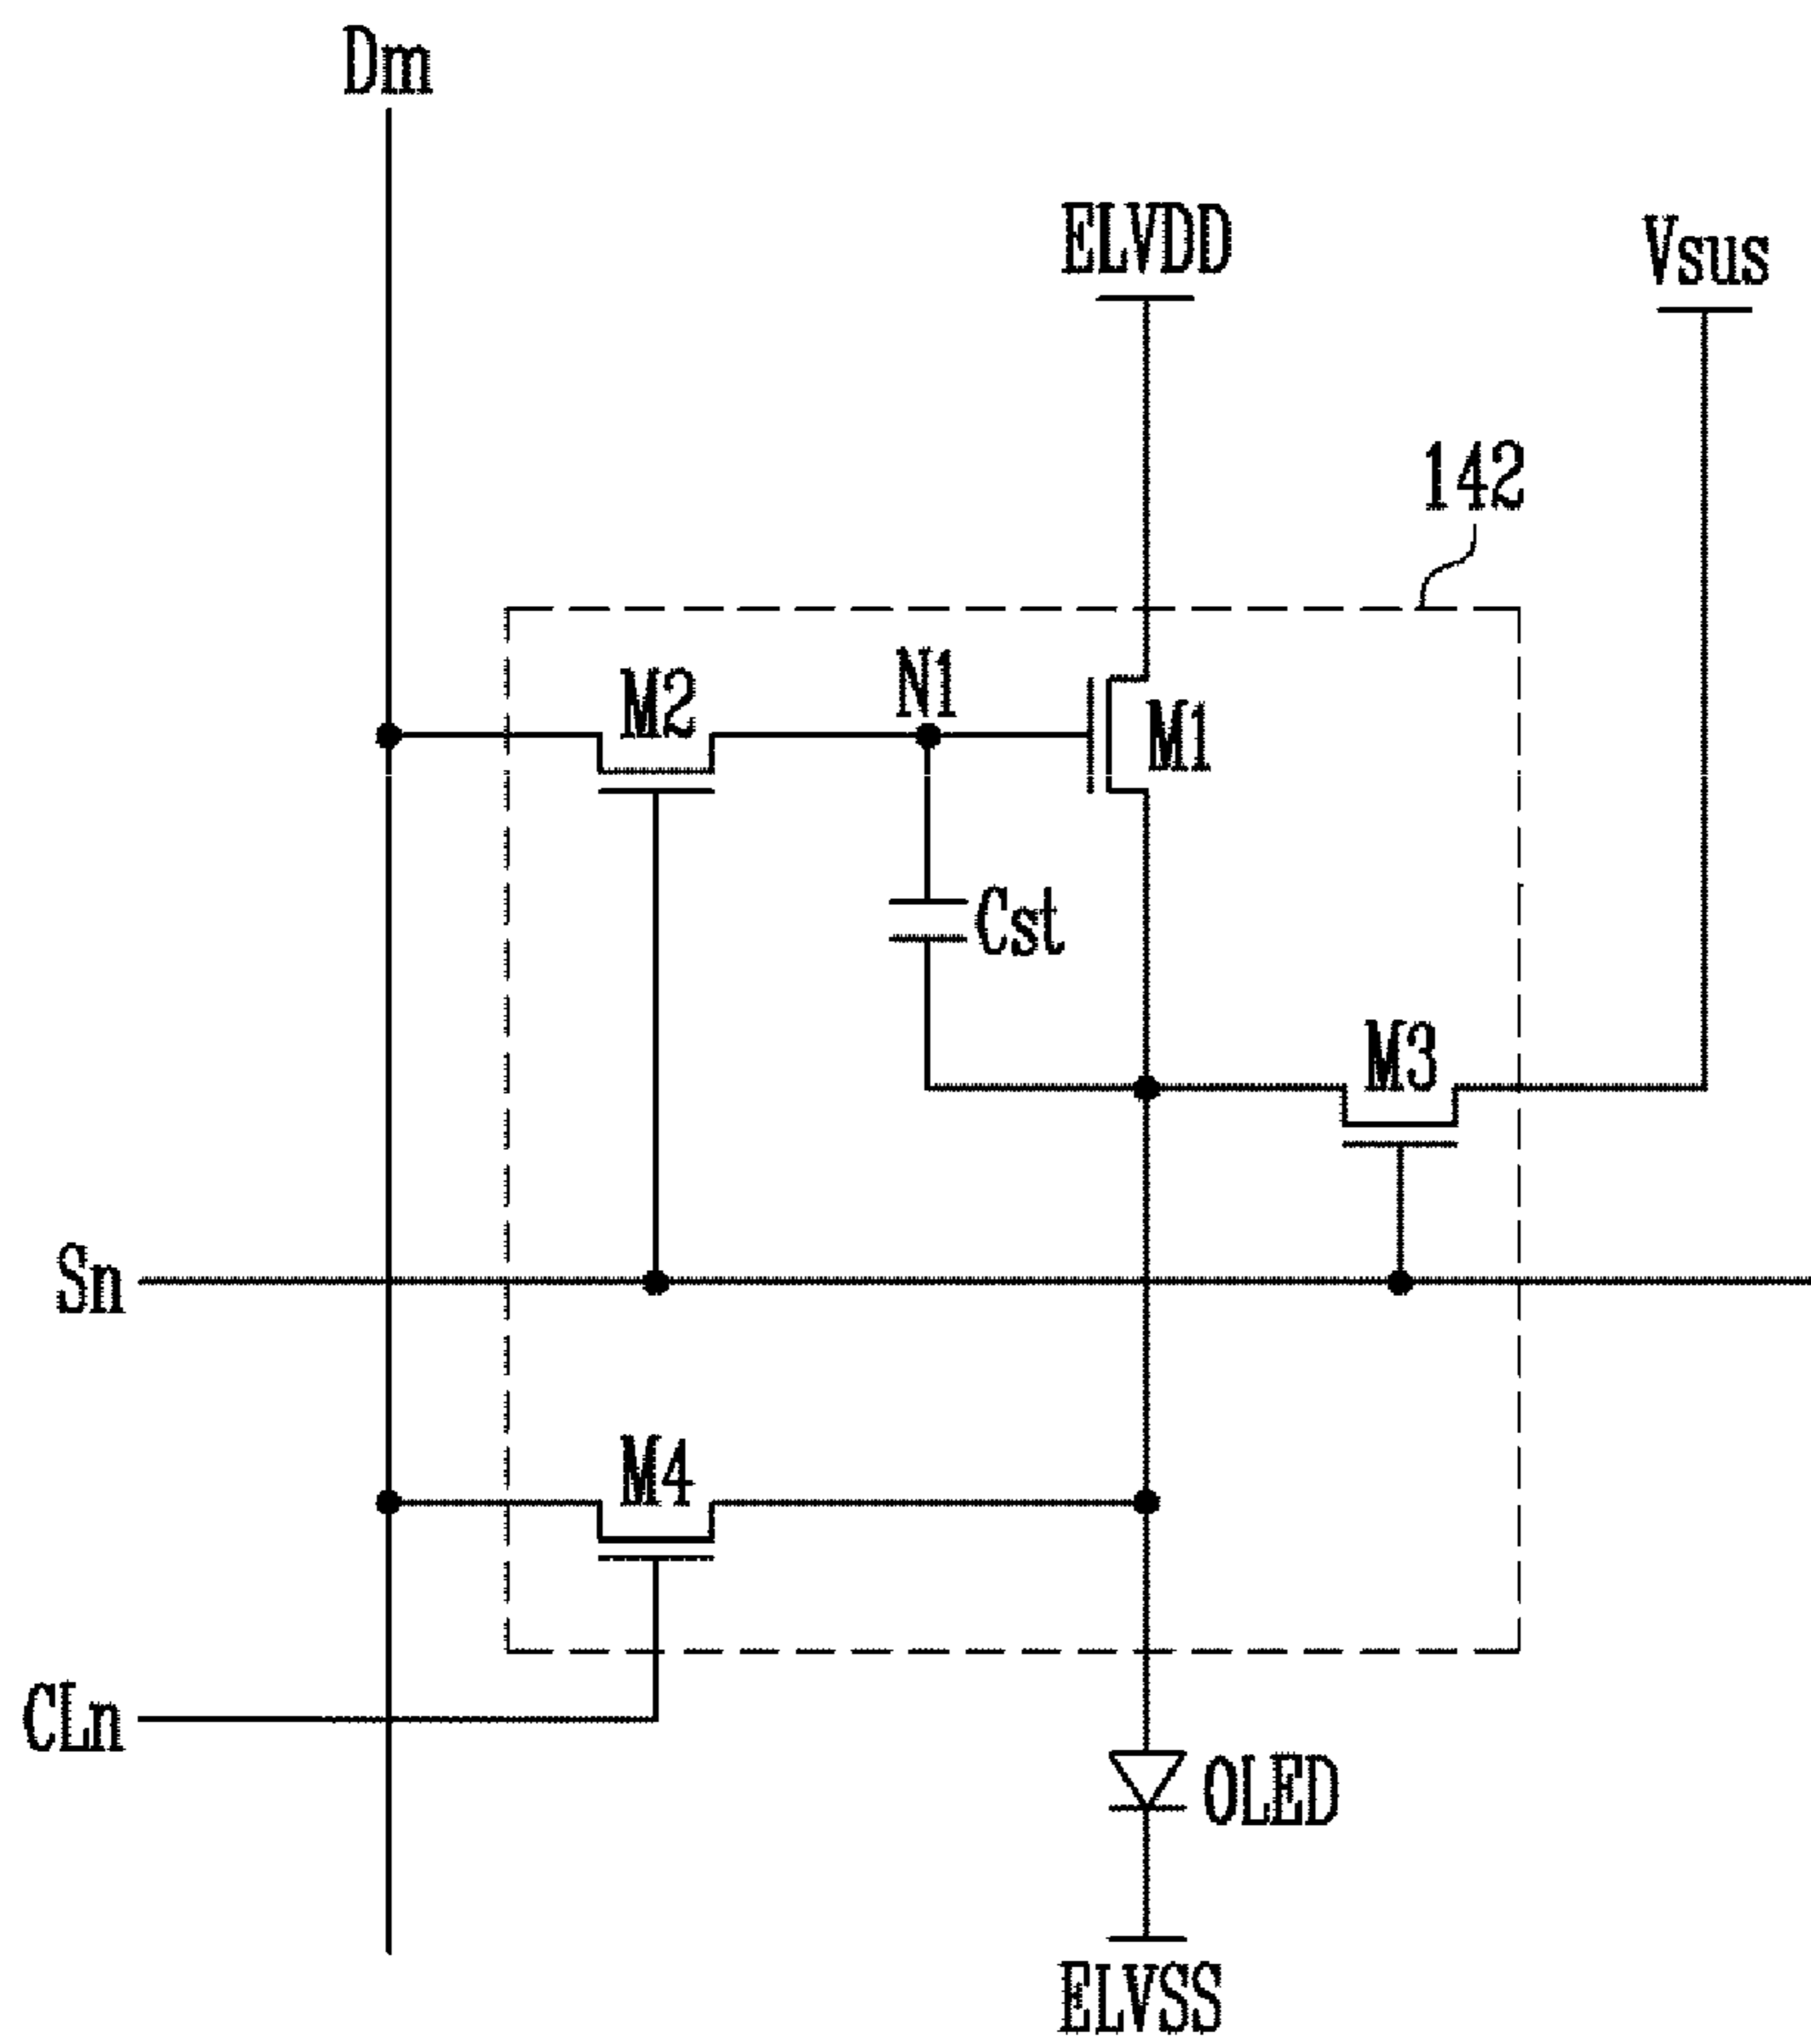 Dm
ELVDD
Vsus
142
M2
N1
M1
Cst
M3
Sn
M4
CLn
OLED
ELVSS